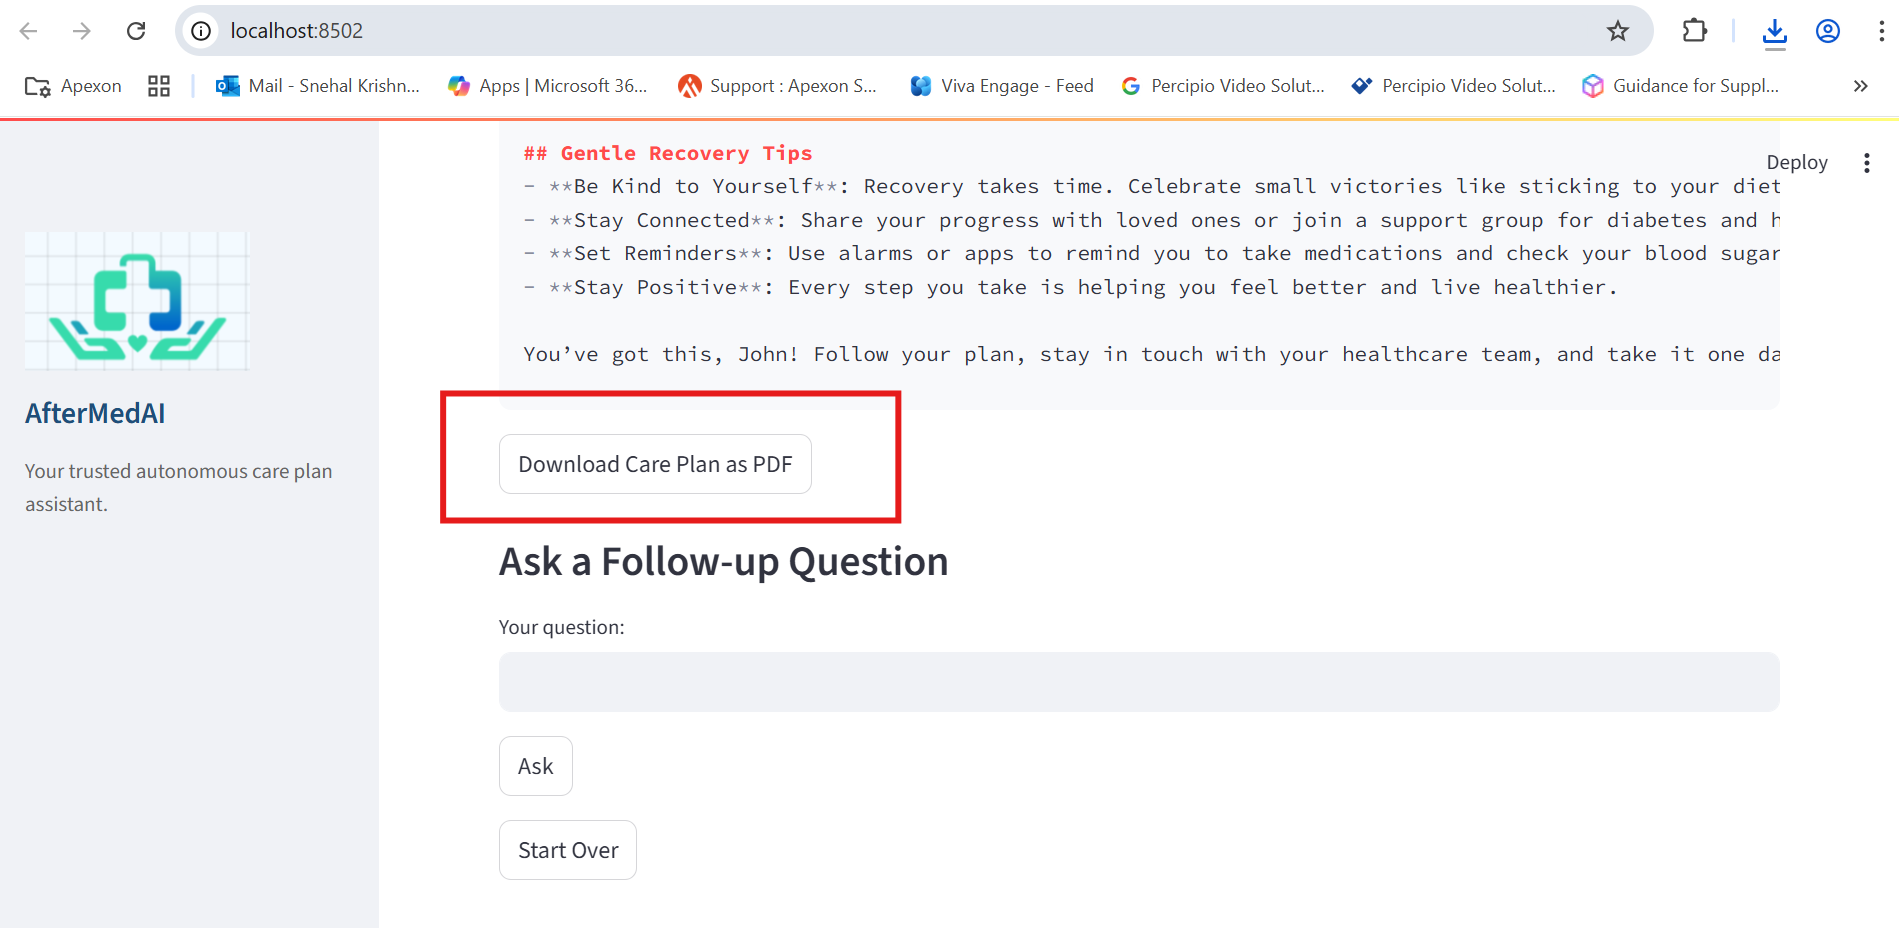 localhost:8502
Apexon
Mail - Snehal Krishn...
Apps | Microsoft 36...
Support : Apexon S...
Viva Engage - Feed
Percipio Video Solut...
Percipio Video Solut...
Guidance for Suppl...
Deploy
AfterMedAI
Your trusted autonomous care plan
assistant.
## Gentle Recovery Tips
- **Be Kind to Yourself**: Recovery takes time. Celebrate small victories like sticking to your diet
- **Stay Connected**: Share your progress with loved ones or join a support group for diabetes and h
- **Set Reminders**: Use alarms or apps to remind you to take medications and check your blood sugar
- **Stay Positive**: Every step you take is helping you feel better and live healthier.
You’ve got this, John! Follow your plan, stay in touch with your healthcare team, and take it one da
Download Care Plan as PDF
Ask a Follow-up Question
Your question:
Ask
Start Over